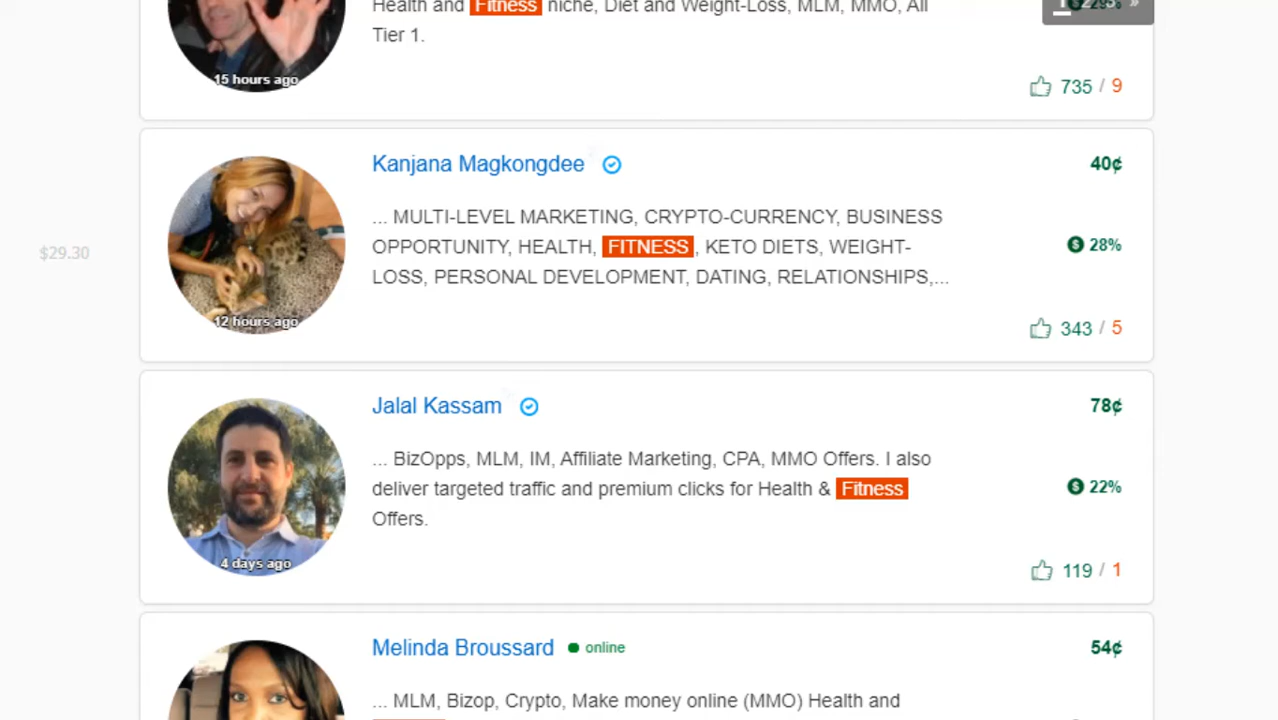 Health and Fitness niche, Diet and Weight-Loss, MLM, MMO, All
Tier 1.
15 hours ago
735 / 9
Kanjana Magkongdee
40¢
... MULTI-LEVEL MARKETING, CRYPTO-CURRENCY, BUSINESS
OPPORTUNITY, HEALTH, FITNESS, KETO DIETS, WEIGHT-
LOSS, PERSONAL DEVELOPMENT, DATING, RELATIONSHIPS,...
28%
$29.30
12 hours ago
343 / 5
Jalal Kassam
78¢
... BizOpps, MLM, IM, Affiliate Marketing, CPA, MMO Offers. I also
deliver targeted traffic and premium clicks for Health & Fitness
Offers.
22%
4 days ago
119 / 1
Melinda Broussard
online
54¢
... MLM, Bizop, Crypto, Make money online (MMO) Health and